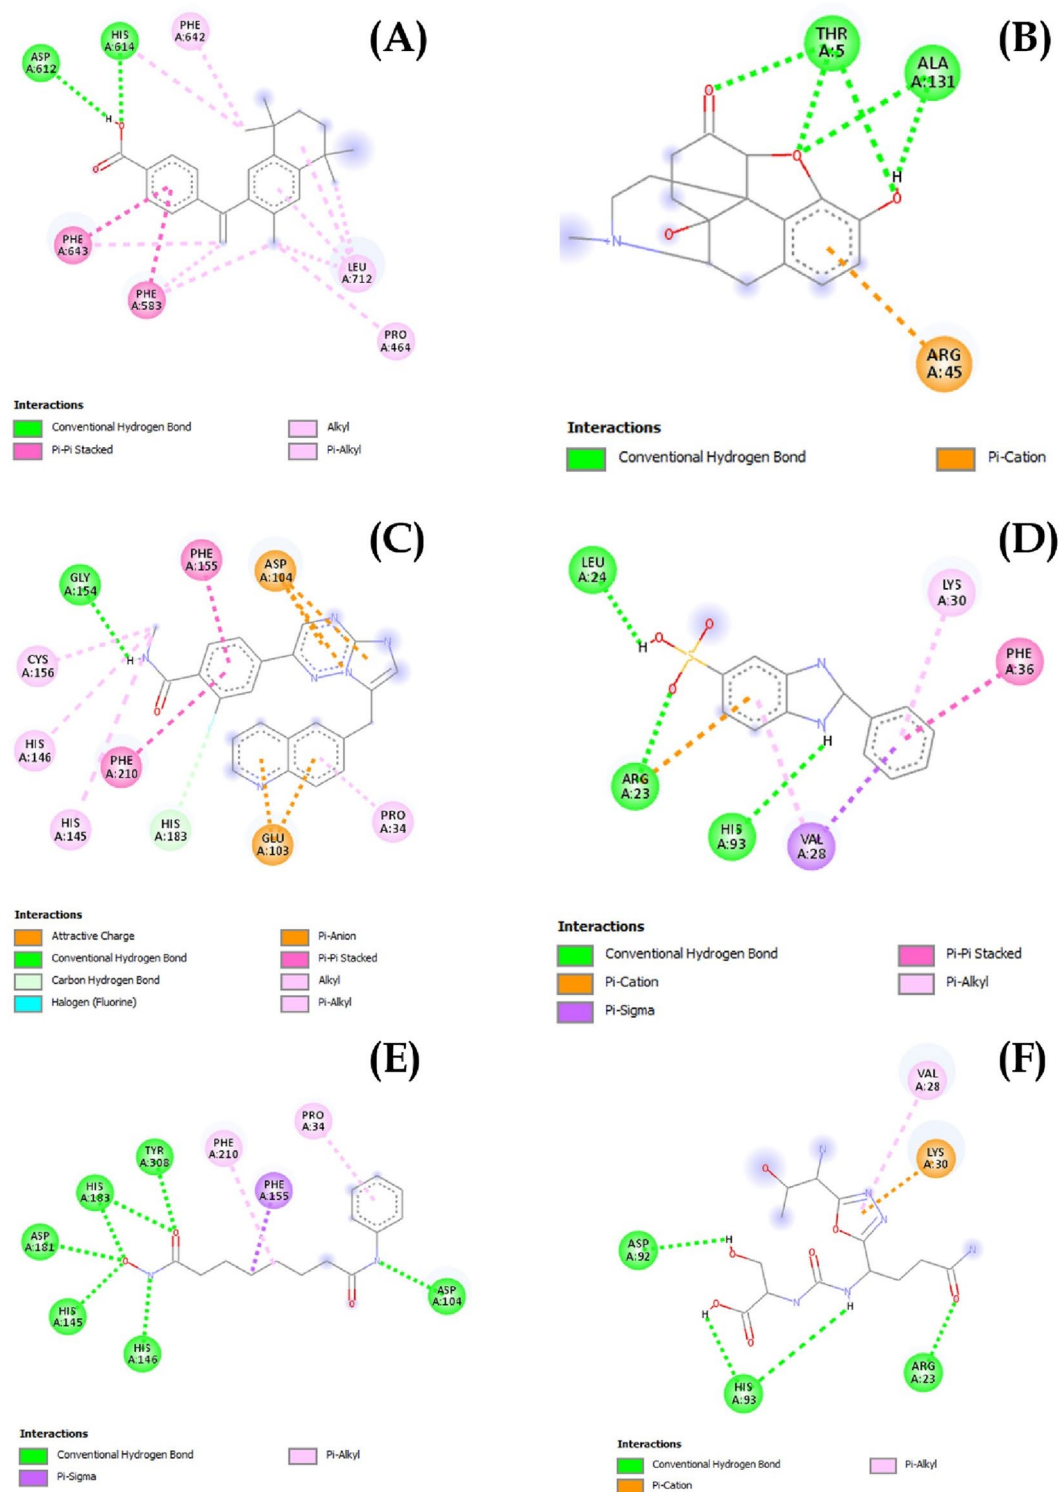 (A)
ASP
A:612
HIS
A:614
PHE
A:642
H
O
O
PHE
A:643
PHE
A:583
LEU
A:712
PRO
A:464
Interactions
Conventional Hydrogen Bond
Pi-Pi Stacked
Alkyl
Pi-Alkyl
(B)
THR
A:5
ALA
A:131
O
O
H
O
O
N
ARG
A:45
Interactions
Conventional Hydrogen Bond
Pi-Cation
(C)
GLY
A:154
PHE
A:155
ASP
A:104
CYS
A:156
H
N
O
N
N
N
N
N
HIS
A:146
PHE
A:210
HIS
A:145
HIS
A:183
GLU
A:103
PRO
A:34
Interactions
Attractive Charge
Conventional Hydrogen Bond
Carbon Hydrogen Bond
Halogen (Fluorine)
Pi-Anion
Pi-Pi Stacked
Alkyl
Pi-Alkyl
(D)
LEU
A:24
LYS
A:30
PHE
A:36
H
O
O
S
O
N
N
H
ARG
A:23
HIS
A:93
VAL
A:28
Interactions
Conventional Hydrogen Bond
Pi-Cation
Pi-Sigma
Pi-Pi Stacked
Pi-Alkyl
(E)
PRO
A:34
TYR
A:308
PHE
A:210
PHE
A:155
HIS
A:183
ASP
A:181
HIS
A:145
HIS
A:146
ASP
A:104
O
O
N
O
N
Interactions
Conventional Hydrogen Bond
Pi-Sigma
Pi-Alkyl
(F)
VAL
A:28
LYS
A:30
ASP
A:92
HIS
A:93
ARG
A:23
O
N
N
N
O
H
O
O
N
N
H
H
O
O
N
O
Interactions
Conventional Hydrogen Bond
Pi-Cation
Pi-Alkyl